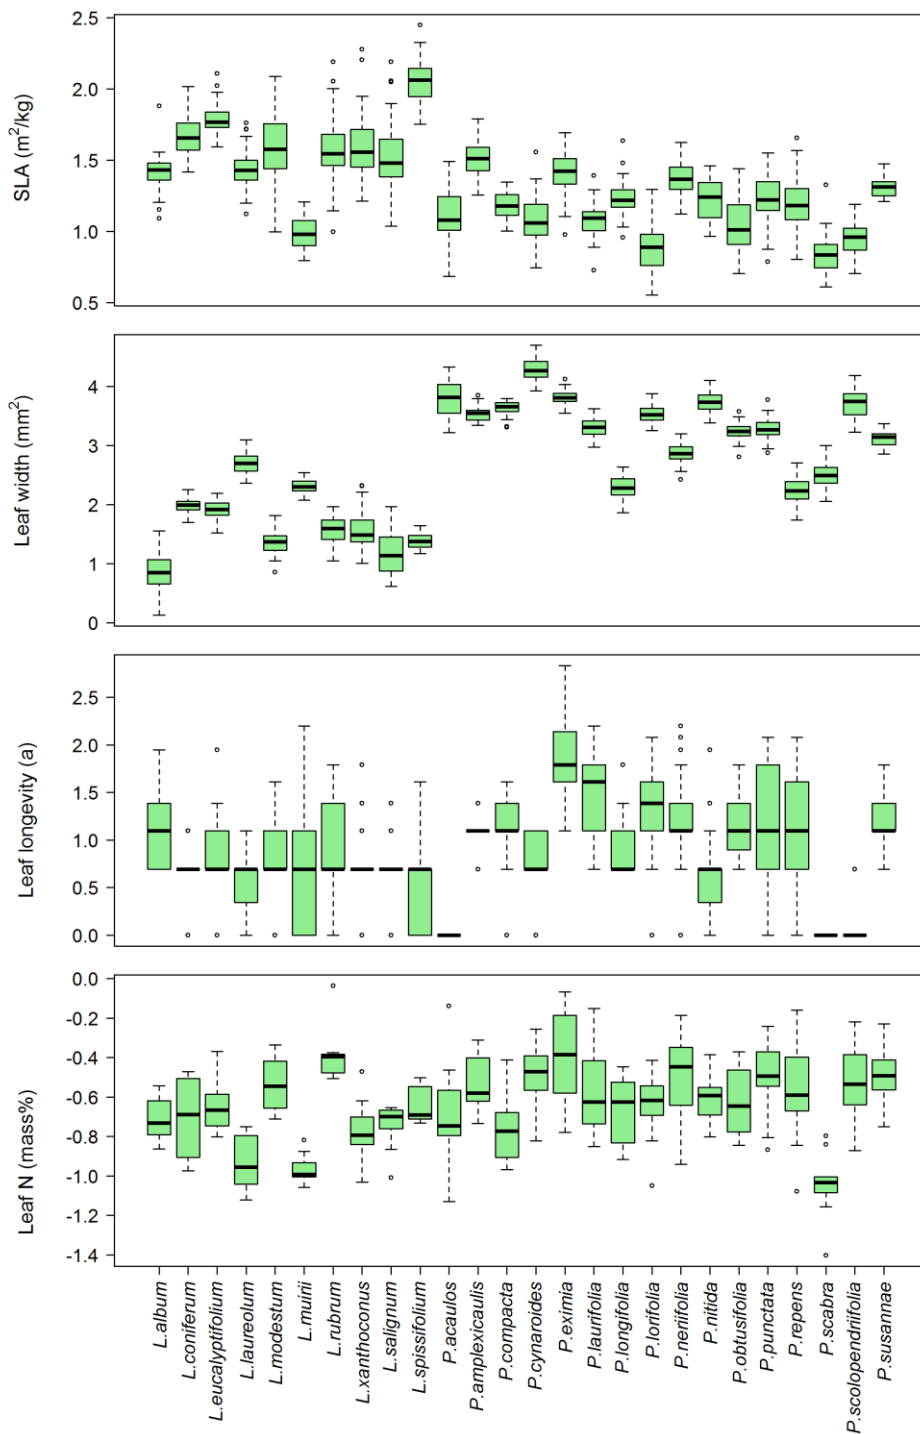 SLA (m²/kg)
2.5
2.0
1.5
1.0
0.5
Leaf width (mm²)
4
3
2
1
0
Leaf longevity (a)
2.5
2.0
1.5
1.0
0.5
0.0
Leaf N (mass%)
0.0
-0.2
-0.4
-0.6
-0.8
-1.0
-1.2
-1.4
L.album
L.coniferum
L.eucalyptifolium
L.laureolum
L.modestum
L.muirii
L.rubrum
L.xanthoconus
L.salignum
L.spissifolium
P.acaulos
P.amplexicaulis
P.compacta
P.cynaroides
P.eximia
P.laurifolia
P.longifolia
P.lorifolia
P.neriifolia
P.nitida
P.obtusifolia
P.punctata
P.repens
P.scabra
P.scolopendriifolia
P.susannae